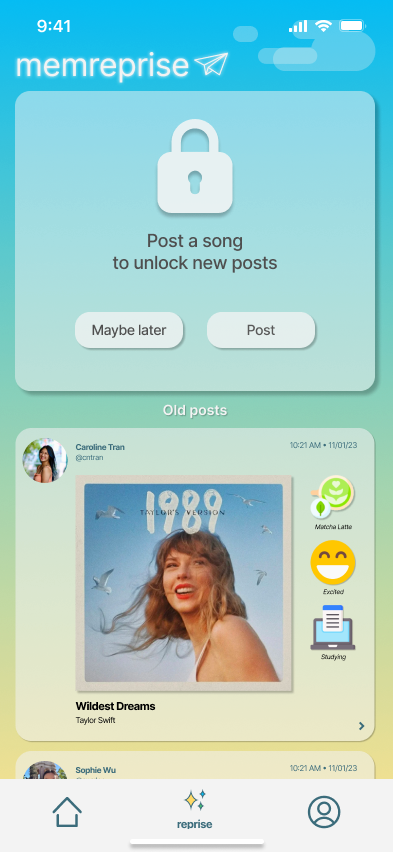 9:41
memreprise
Post a song
to unlock new posts
Maybe later
Post
Old posts
Caroline Tran
@cntran
10:21 AM • 11/01/23
1989
TAYLOR'S VERSION
Matcha Latte
Excited
Studying
Wildest Dreams
Taylor Swift
Sophie Wu
10:21 AM • 11/01/23
reprise